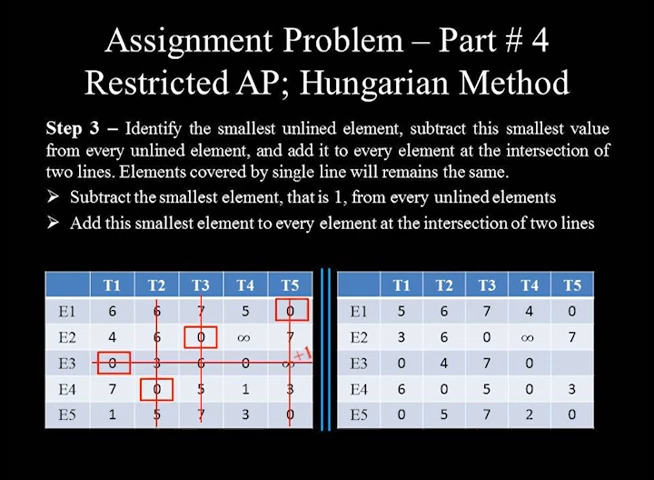 Assignment Problem – Part # 4
Restricted AP; Hungarian Method
Step 3 – Identify the smallest unlined element, subtract this smallest value
from every unlined element, and add it to every element at the intersection of
two lines. Elements covered by single line will remains the same.
➤ Subtract the smallest element, that is 1, from every unlined elements
➤ Add this smallest element to every element at the intersection of two lines
T1 T2 T3 T4 T5
E1 6 6 7 5 0
E2 4 6 0 ∞ 7
E3 0 3 6 0 ∞ +1
E4 7 0 5 1 3
E5 1 5 7 3 0
T1 T2 T3 T4 T5
E1 5 6 7 4 0
E2 3 6 0 ∞ 7
E3 0 4 7 0
E4 6 0 5 0 3
E5 0 5 7 2 0